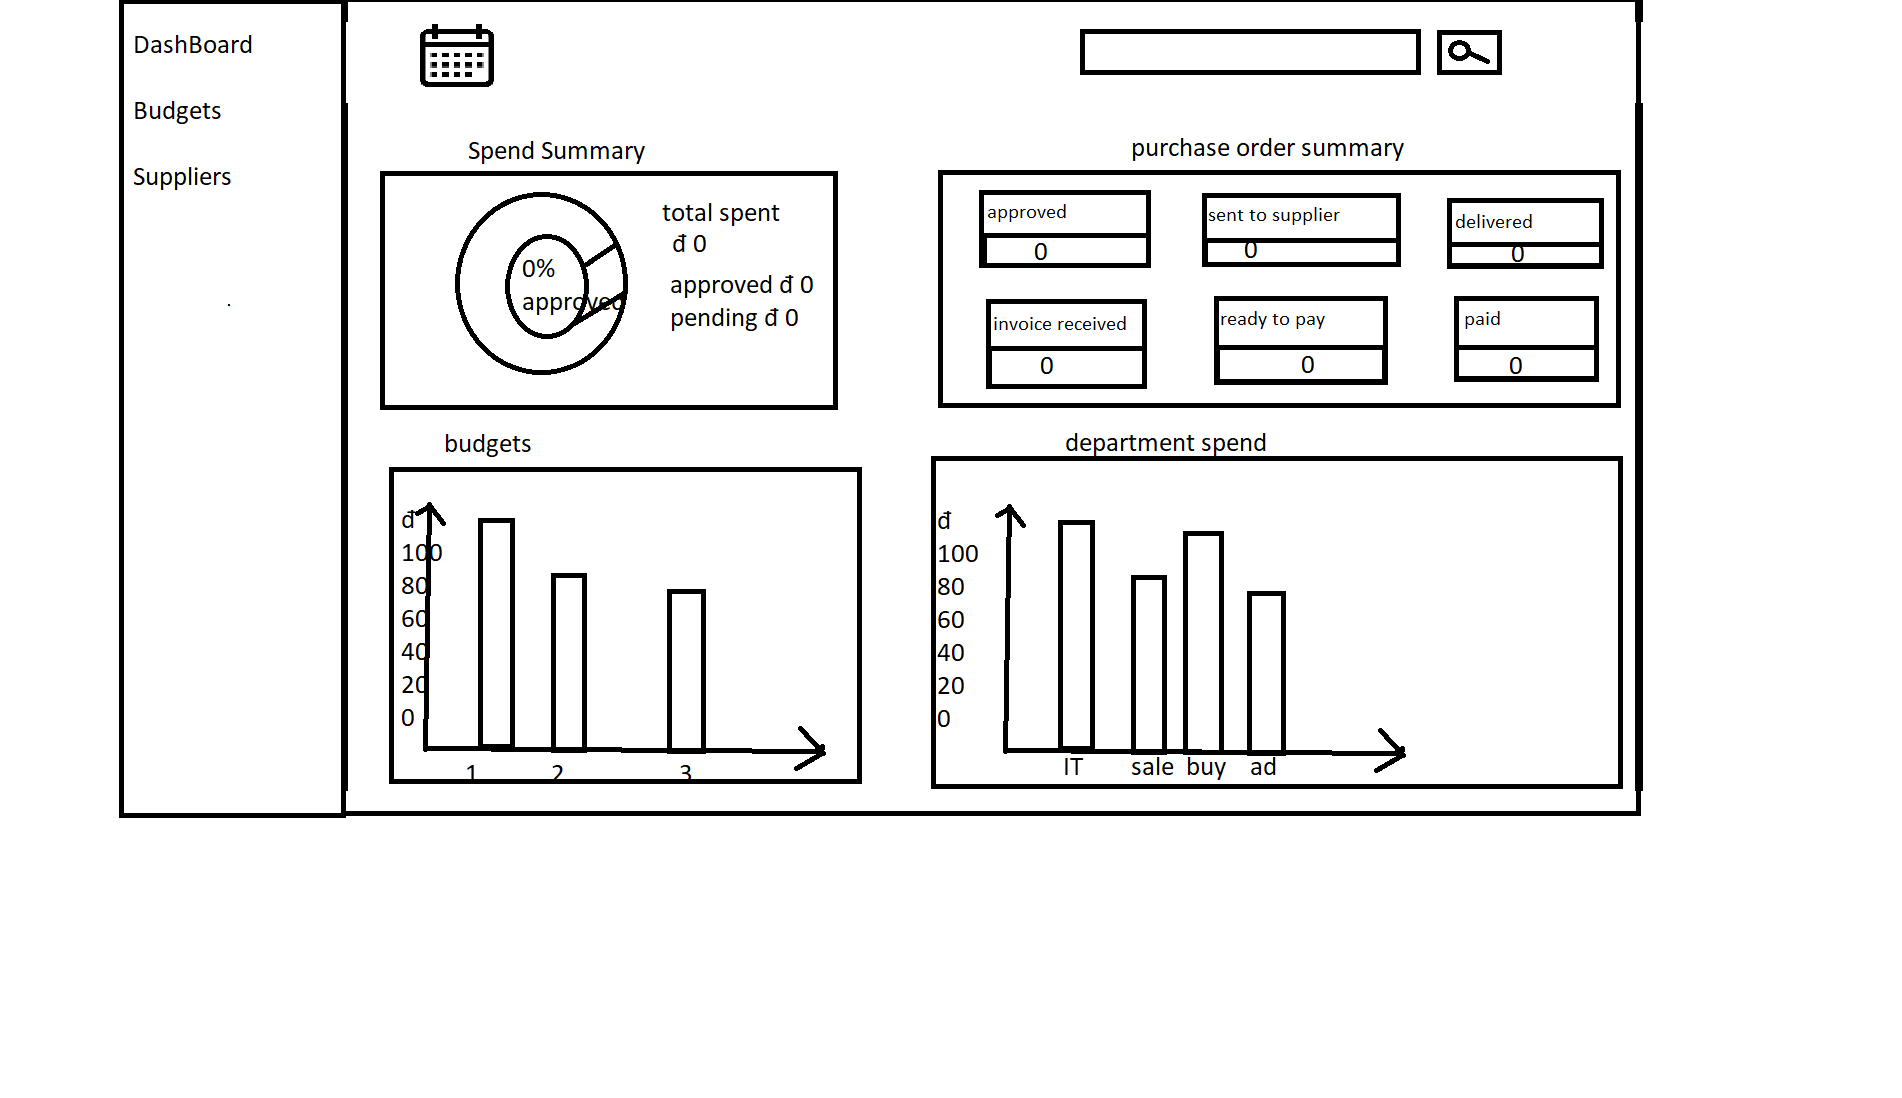 DashBoard
Budgets
Suppliers
Spend Summary
0%
approved
total spent
đ 0
approved đ 0
pending đ 0
purchase order summary
approved
0
sent to supplier
0
delivered
0
invoice received
0
ready to pay
0
paid
0
budgets
đ
100
80
60
40
20
0
1 2 3
department spend
đ
100
80
60
40
20
0
IT sale buy ad